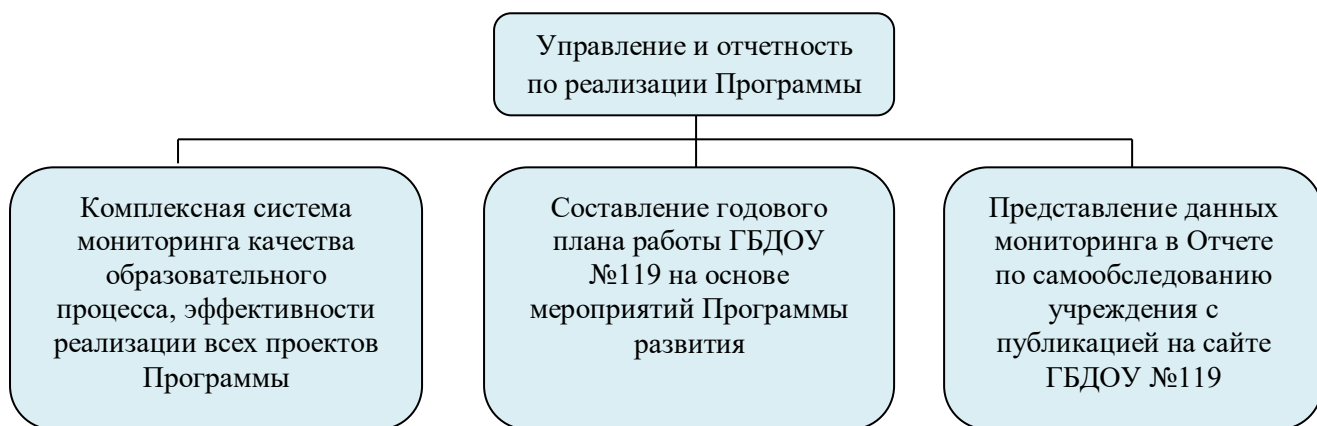 Управление и отчетность
по реализации Программы
Комплексная система
мониторинга качества
образовательного
процесса, эффективности
реализации всех проектов
Программы
Составление годового
плана работы ГБДОУ
№119 на основе
мероприятий Программы
развития
Представление данных
мониторинга в Отчете
по самообследованию
учреждения с
публикацией на сайте
ГБДОУ №119